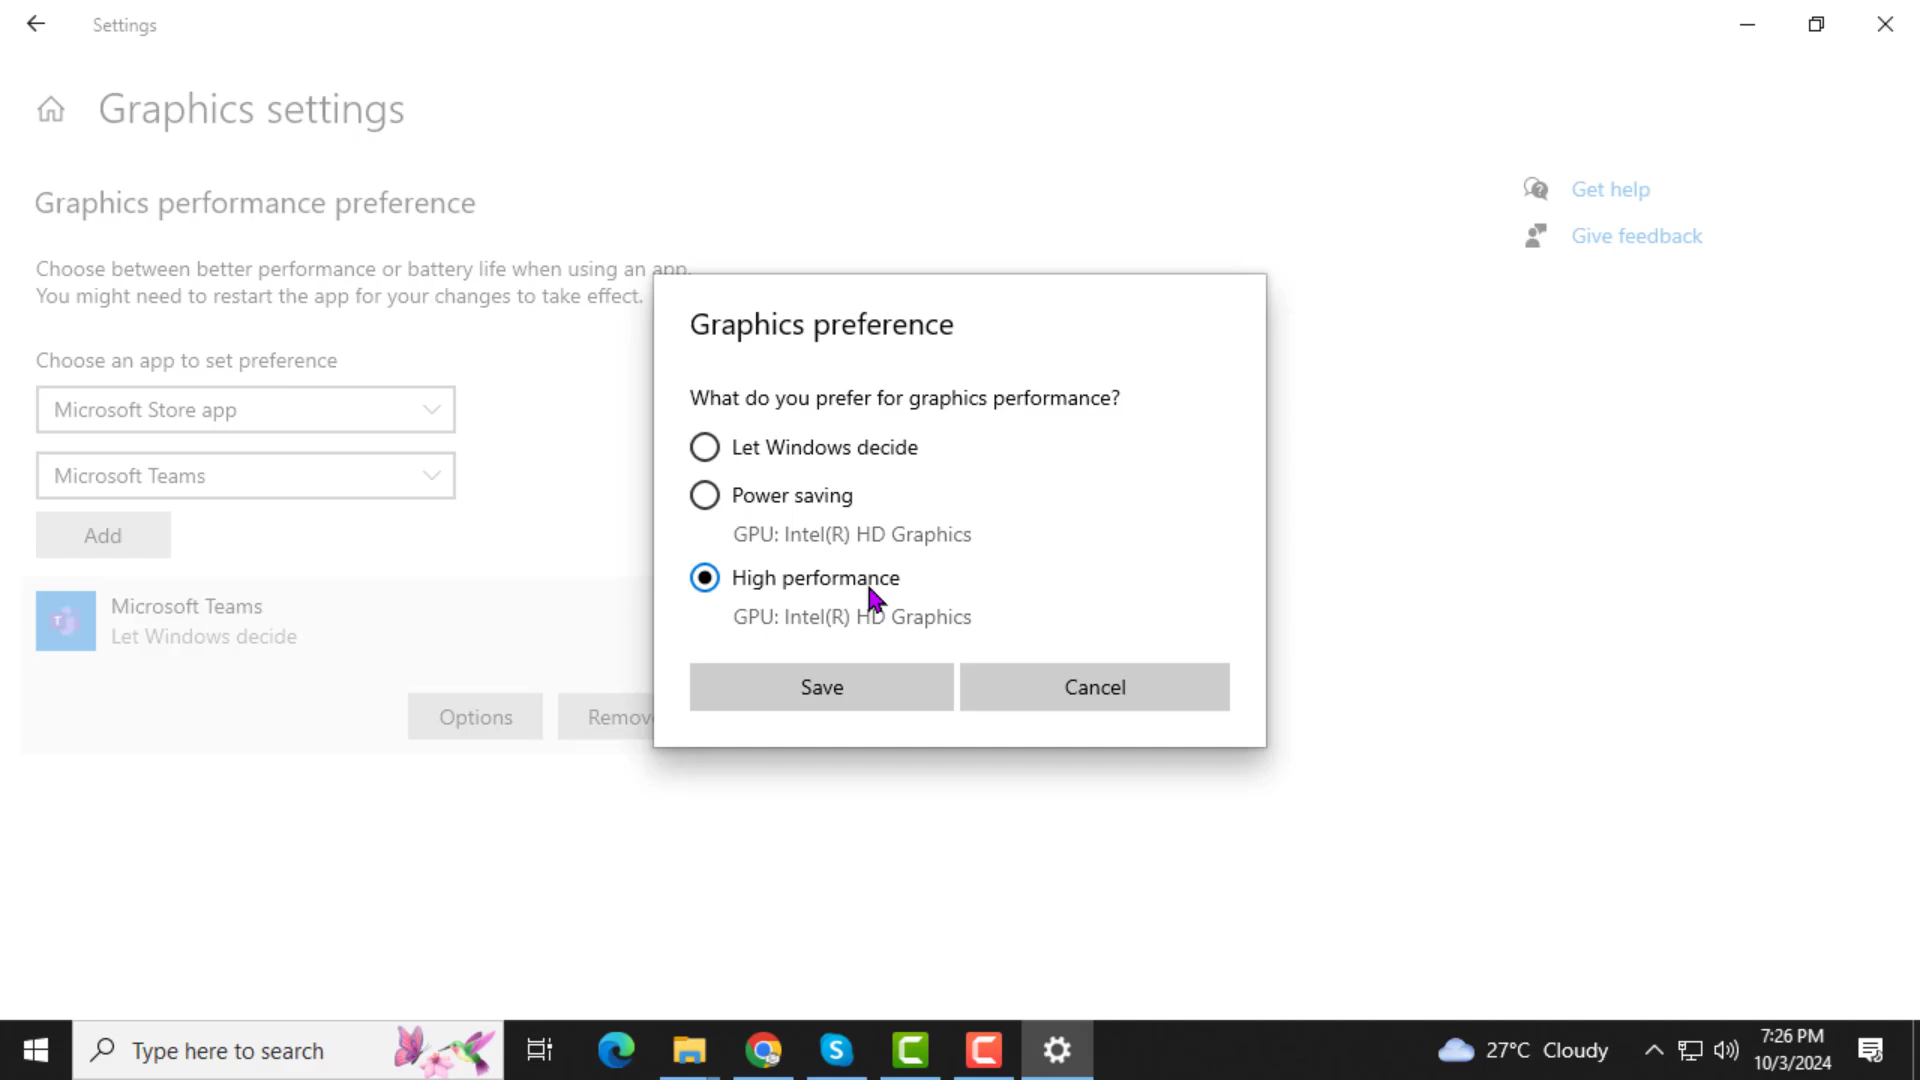 Settings
Graphics settings
Graphics performance preference
Choose between better performance or battery life when using an app.
You might need to restart the app for your changes to take effect.
Choose an app to set preference
Microsoft Store app
Microsoft Teams
Add
Microsoft Teams
Let Windows decide
Options
Remove
Get help
Give feedback
Graphics preference
What do you prefer for graphics performance?
Let Windows decide
Power saving
GPU: Intel(R) HD Graphics
High performance
GPU: Intel(R) HD Graphics
Save
Cancel
Type here to search
27°C Cloudy
7:26 PM
10/3/2024